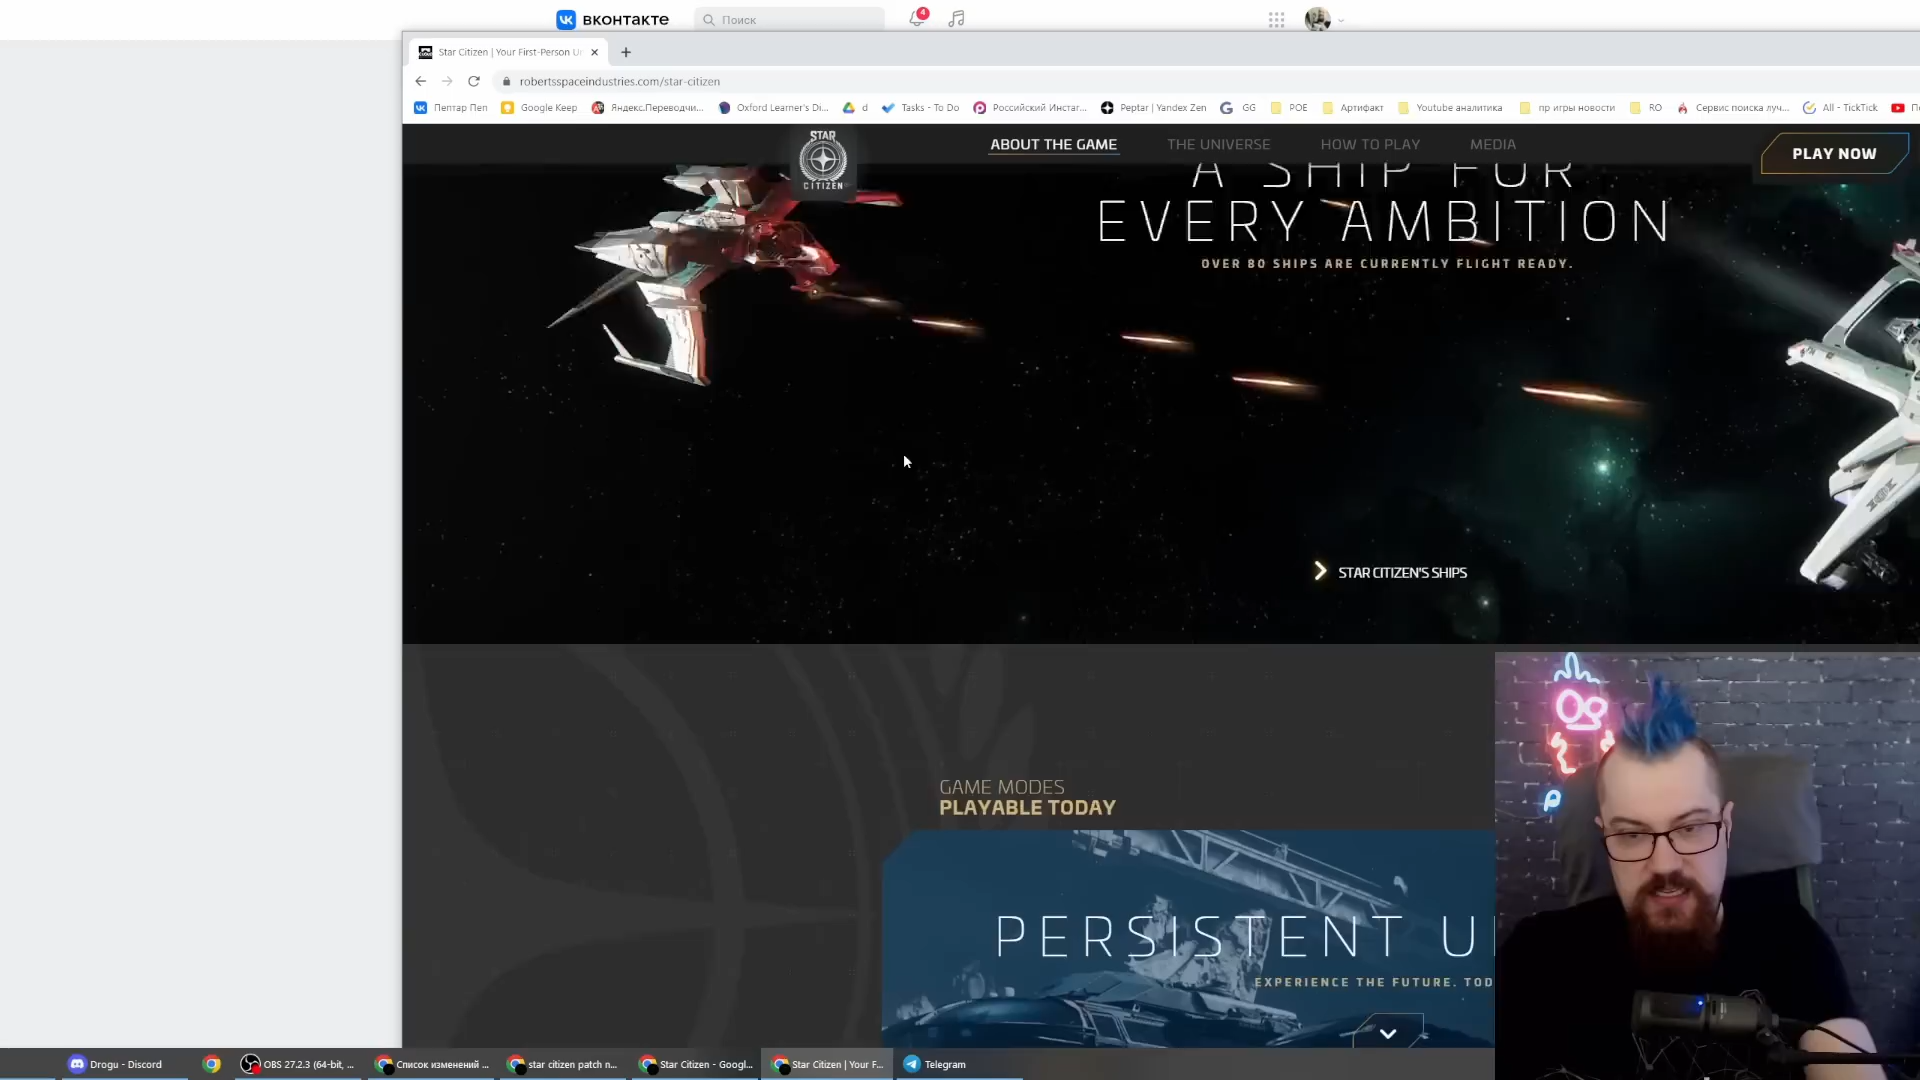 вконтакте
Поиск
4
Star Citizen | Your First-Person Un
robertsspaceindustries.com/star-citizen
Пептар Пеп
Google Keep
Яндекс.Переводчи...
Oxford Learner's Di...
d
Tasks - To Do
Российский Инстаг...
Peptar | Yandex Zen
GG
POE
Артифакт
Youtube аналитика
пр игры новости
RO
Сервис поиска луч...
All - TickTick
STAR
CITIZEN
ABOUT THE GAME
THE UNIVERSE
HOW TO PLAY
MEDIA
PLAY NOW
A SHIP FOR
EVERY AMBITION
OVER 80 SHIPS ARE CURRENTLY FLIGHT READY.
STAR CITIZEN'S SHIPS
GAME MODES
PLAYABLE TODAY
PERSISTENT U
EXPERIENCE THE FUTURE. TOD
Drogu - Discord
OBS 27.2.3 (64-bit, ...
Список изменений ...
star citizen patch n...
Star Citizen - Googl...
Star Citizen | Your F...
Telegram